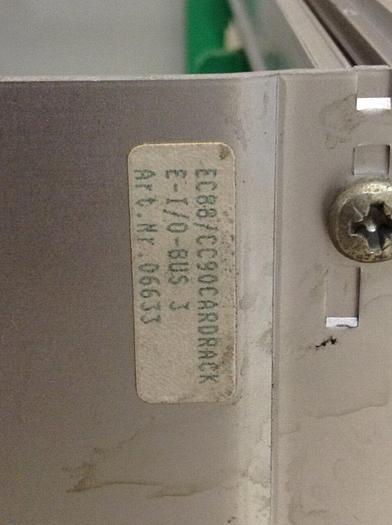 EC88/CC90CARDRACK
E-I/O-BUS 3
Art.Nr.06633